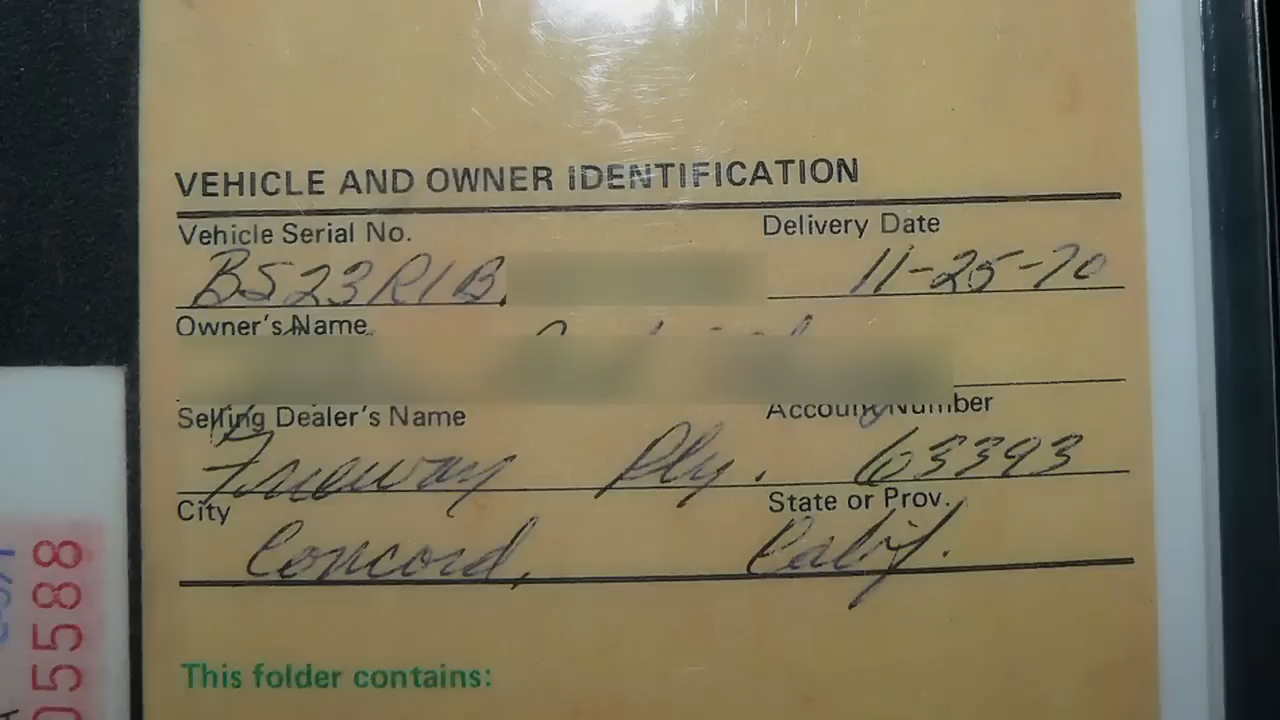 VEHICLE AND OWNER IDENTIFICATION
Vehicle Serial No. Delivery Date
BS23R1B 11-25-70
Owner's Name
Selling Dealer's Name Account Number
Freeway Ply. 63393
City State or Prov.
Concord, Calif.
This folder contains:
05588